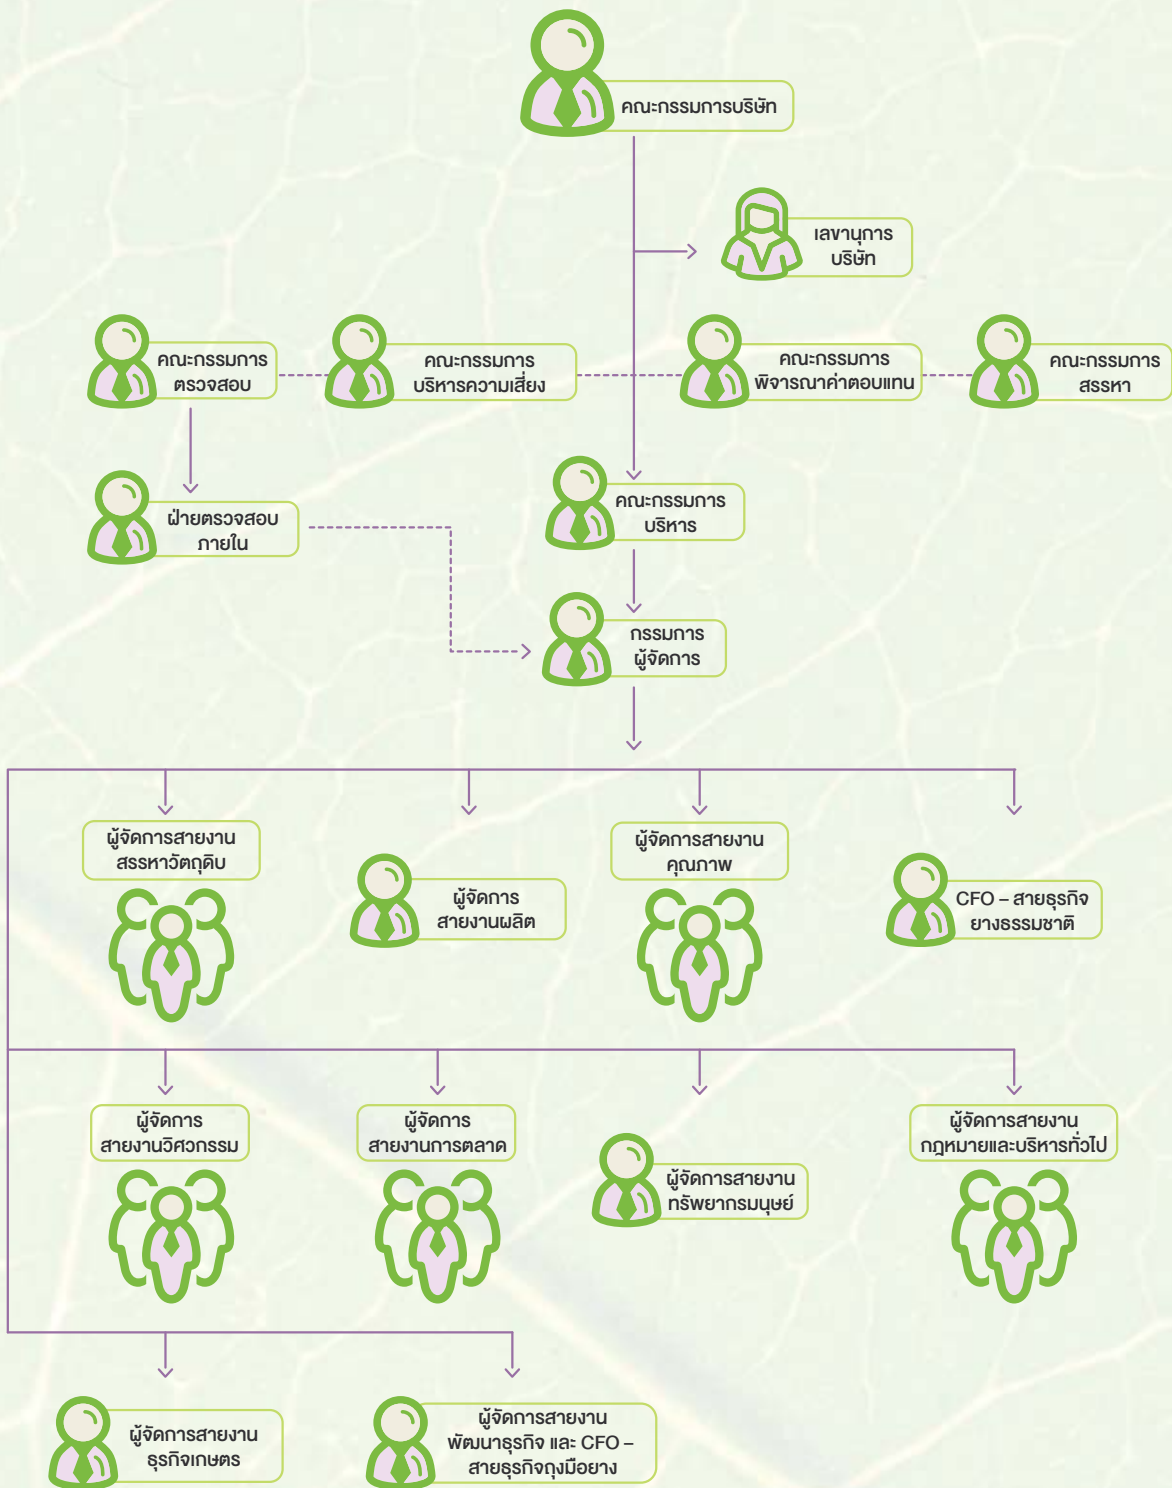 คณะกรรมการบริษัท
เลขานุการ
บริษัท
คณะกรรมการ
ตรวจสอบ
คณะกรรมการ
บริหารความเสี่ยง
คณะกรรมการ
พิจารณาค่าตอบแทน
คณะกรรมการ
สรรหา
ฝ่ายตรวจสอบ
ภายใน
คณะกรรมการ
บริหาร
กรรมการ
ผู้จัดการ
ผู้จัดการสายงาน
สรรหาวัตถุดิบ
ผู้จัดการ
สายงานผลิต
ผู้จัดการสายงาน
คุณภาพ
CFO – สายธุรกิจ
ยางธรรมชาติ
ผู้จัดการ
สายงานวิศวกรรม
ผู้จัดการ
สายงานการตลาด
ผู้จัดการสายงาน
ทรัพยากรมนุษย์
ผู้จัดการสายงาน
กฎหมายและบริหารทั่วไป
ผู้จัดการสายงาน
ธุรกิจเกษตร
ผู้จัดการสายงาน
พัฒนาธุรกิจ และ CFO –
สายธุรกิจถุงมือยาง